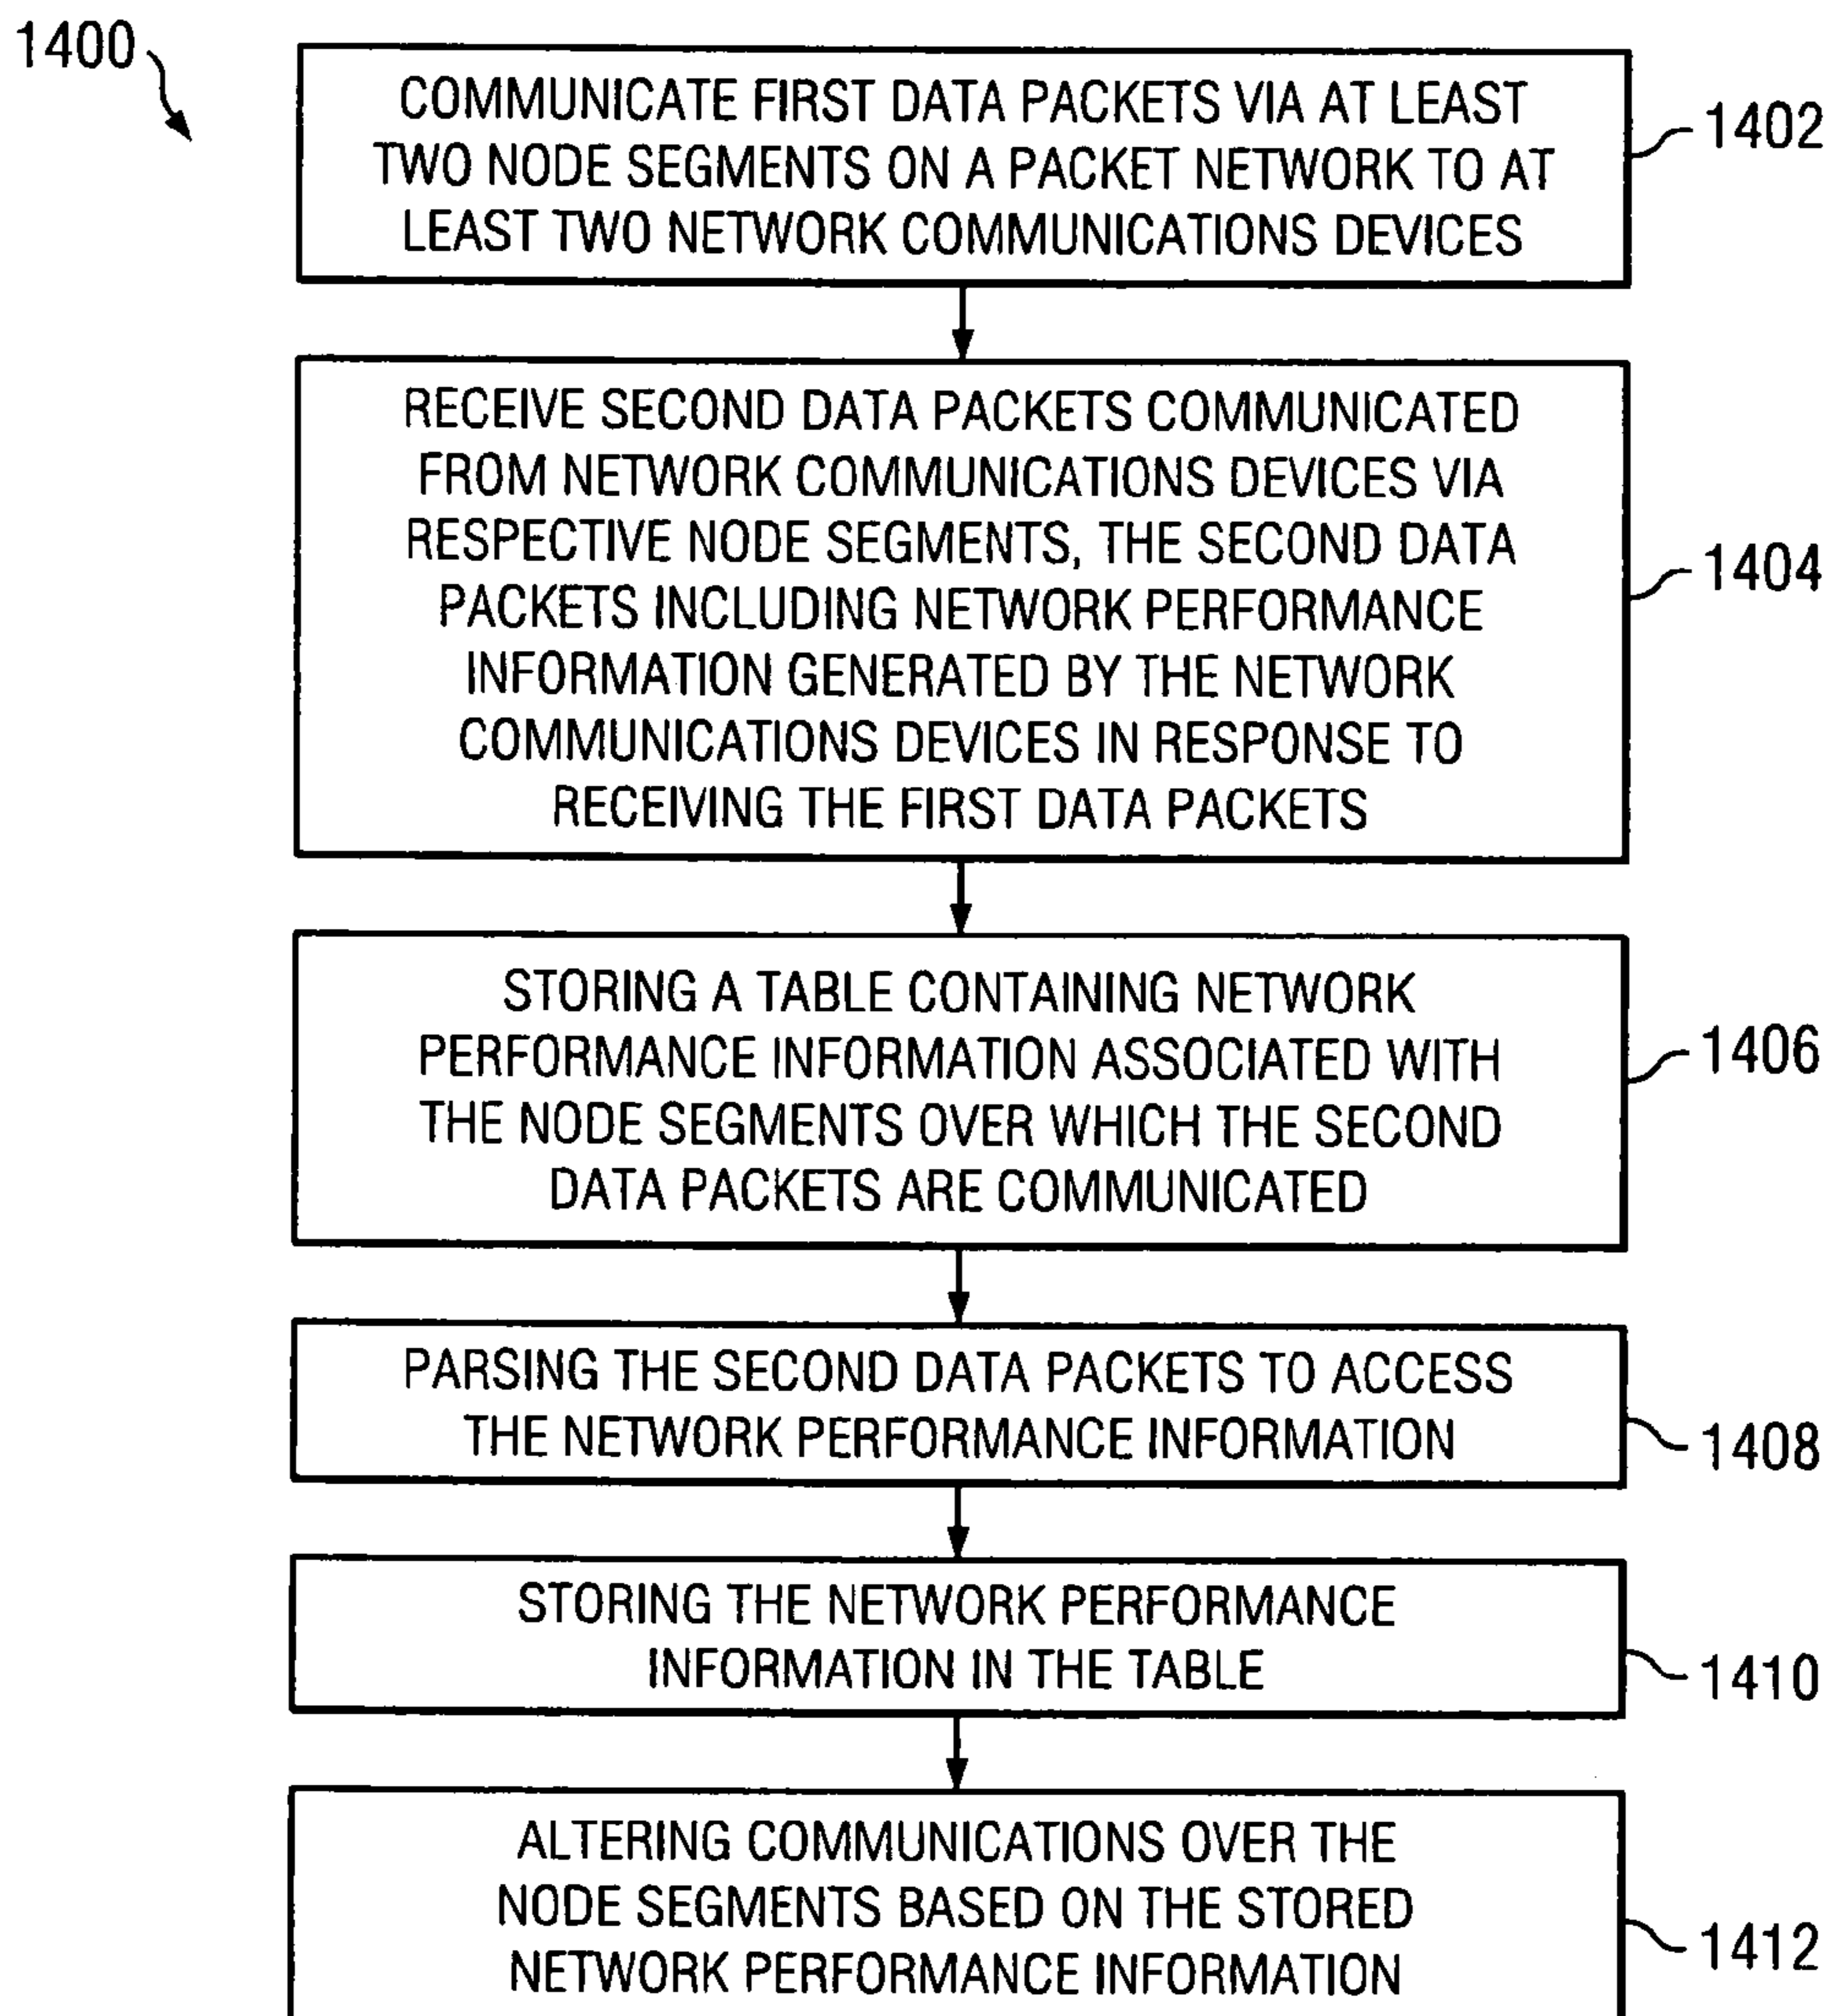 1400
COMMUNICATE FIRST DATA PACKETS VIA AT LEAST
TWO NODE SEGMENTS ON A PACKET NETWORK TO AT
LEAST TWO NETWORK COMMUNICATIONS DEVICES
1402
RECEIVE SECOND DATA PACKETS COMMUNICATED
FROM NETWORK COMMUNICATIONS DEVICES VIA
RESPECTIVE NODE SEGMENTS, THE SECOND DATA
PACKETS INCLUDING NETWORK PERFORMANCE
INFORMATION GENERATED BY THE NETWORK
COMMUNICATIONS DEVICES IN RESPONSE TO
RECEIVING THE FIRST DATA PACKETS
1404
STORING A TABLE CONTAINING NETWORK
PERFORMANCE INFORMATION ASSOCIATED WITH
THE NODE SEGMENTS OVER WHICH THE SECOND
DATA PACKETS ARE COMMUNICATED
1406
PARSING THE SECOND DATA PACKETS TO ACCESS
THE NETWORK PERFORMANCE INFORMATION
1408
STORING THE NETWORK PERFORMANCE
INFORMATION IN THE TABLE
1410
ALTERING COMMUNICATIONS OVER THE
NODE SEGMENTS BASED ON THE STORED
NETWORK PERFORMANCE INFORMATION
1412